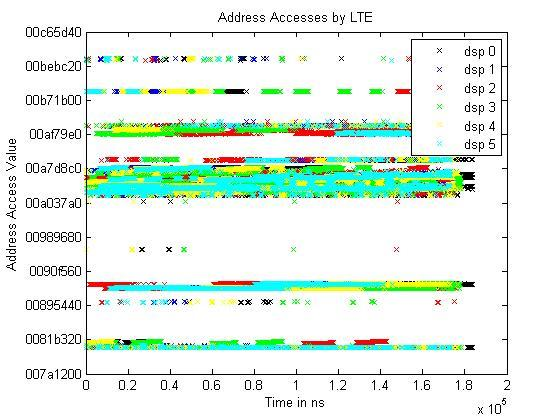 Address Accesses by LTE
00c65d40
00bebc20
00b71b00
00af79e0
00a7d8c0
00a037a0
00989680
0090f560
00895440
0081b320
007a1200
Address Access Value
dsp 0
dsp 1
dsp 2
dsp 3
dsp 4
dsp 5
0 0.2 0.4 0.6 0.8 1 1.2 1.4 1.6 1.8 2
Time in ns
x 10^5